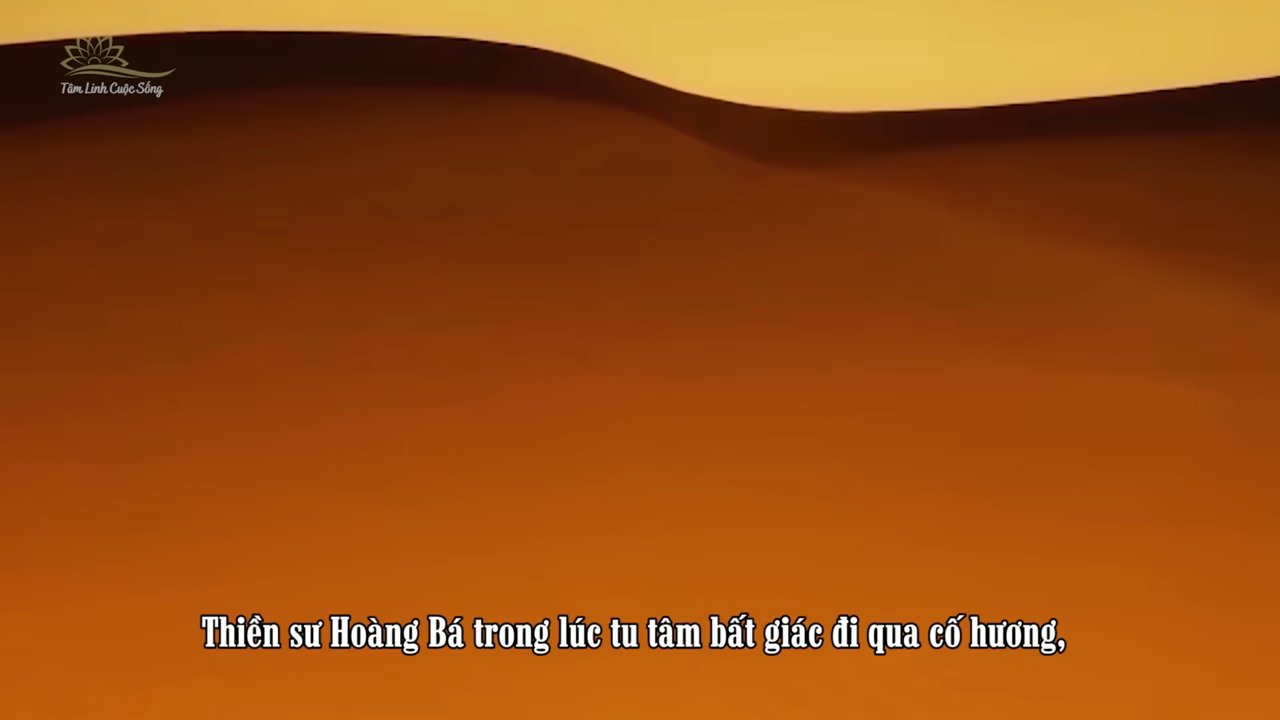 Tâm Linh Cuộc Sống
Thiền sư Hoàng Bá trong lúc tu tâm bất giác đi qua cố hương,